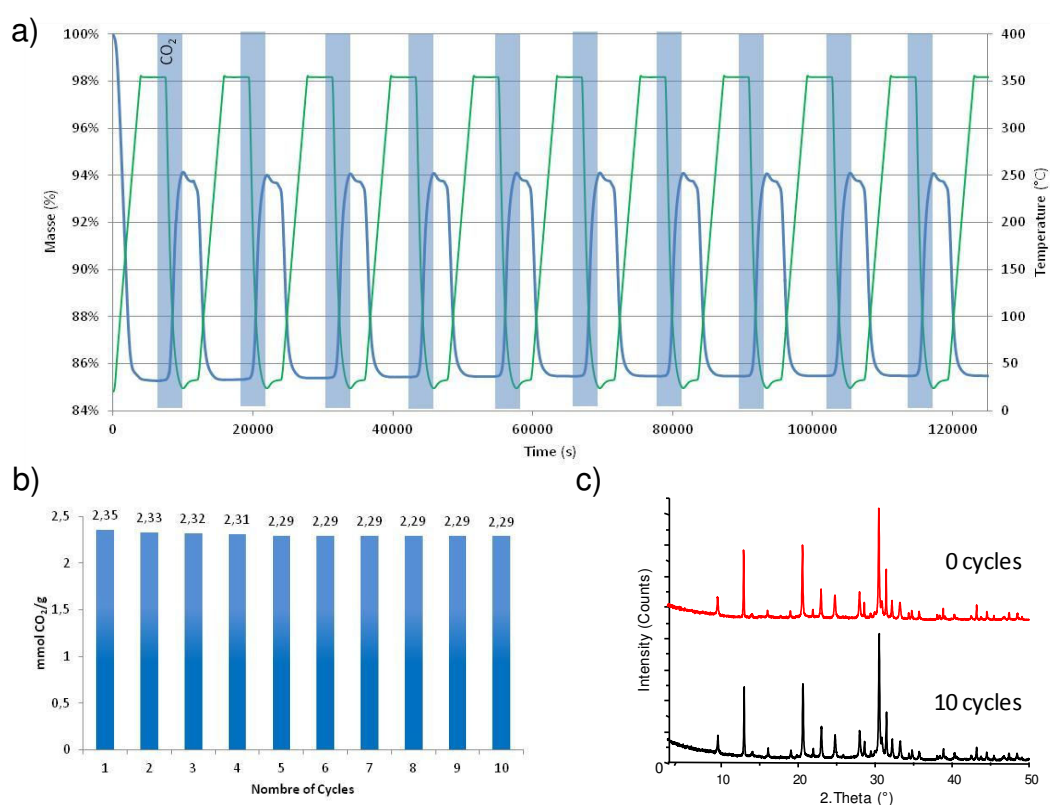 a)
100%
98%
96%
94%
92%
90%
88%
86%
84%
Masse (%)
CO₂
400
350
300
250
200
150
100
50
0
Temperature (°C)
0 20000 40000 60000 80000 100000 120000
Time (s)
b)
2,5
2
1,5
1
0,5
0
mmol CO₂/g
2,35 2,33 2,32 2,31 2,29 2,29 2,29 2,29 2,29 2,29
1 2 3 4 5 6 7 8 9 10
Nonbre of Cycles
c)
Intensity (Counts)
0 cycles
10 cycles
0
10 20 30 40 50
2.Theta (°)